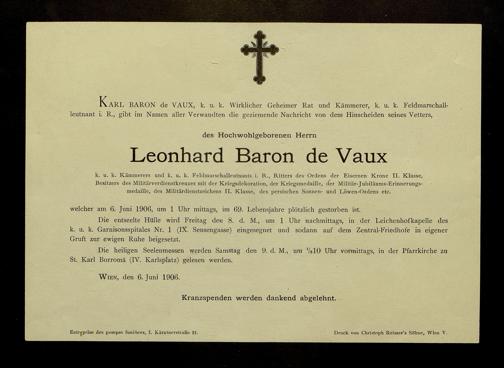 KARL BARON de VAUX, k. u. k. Wirklicher Geheimer Rat und Kämmerer, k. u. k. Feldmarschall-
leutnant i. R., gibt im Namen aller Verwandten die geziemende Nachricht von dem Hinscheiden seines Vetters,
des Hochwohlgeborenen Herrn
Leonhard Baron de Vaux
k. u. k. Kämmerers und k. u. k. Feldmarschalleutnants i. R., Ritters des Ordens der Eisernen Krone II. Klasse,
Besitzers des Militärverdienstkreuzes mit der Kriegsdekoration, der Kriegsmedaille, der Militär-Jubiläums-Erinnerungs-
medaille, des Militärdienstzeichens II. Klasse, des persischen Sonnen- und Löwen-Ordens etc.
welcher am 6. Juni 1906, um 1 Uhr mittags, im 69. Lebensjahre plötzlich gestorben ist.
Die entseelte Hülle wird Freitag den 8. d. M., um 1 Uhr nachmittags, in der Leichenhofkapelle des
k. u. k. Garnisonsspitales Nr. 1 (IX. Sensengasse) eingesegnet und sodann auf dem Zentral-Friedhofe in eigener
Gruft zur ewigen Ruhe beigesetzt.
Die heiligen Seelenmessen werden Samstag den 9. d. M., um ½10 Uhr vormittags, in der Pfarrkirche zu
St. Karl Borromä (IV. Karlsplatz) gelesen werden.
WIEN, den 6. Juni 1906.
Kranzspenden werden dankend abgelehnt.
Entreprise des pompes funèbres, I. Kärntnerstraße 21.
Druck von Christoph Reisser's Söhne, Wien V.